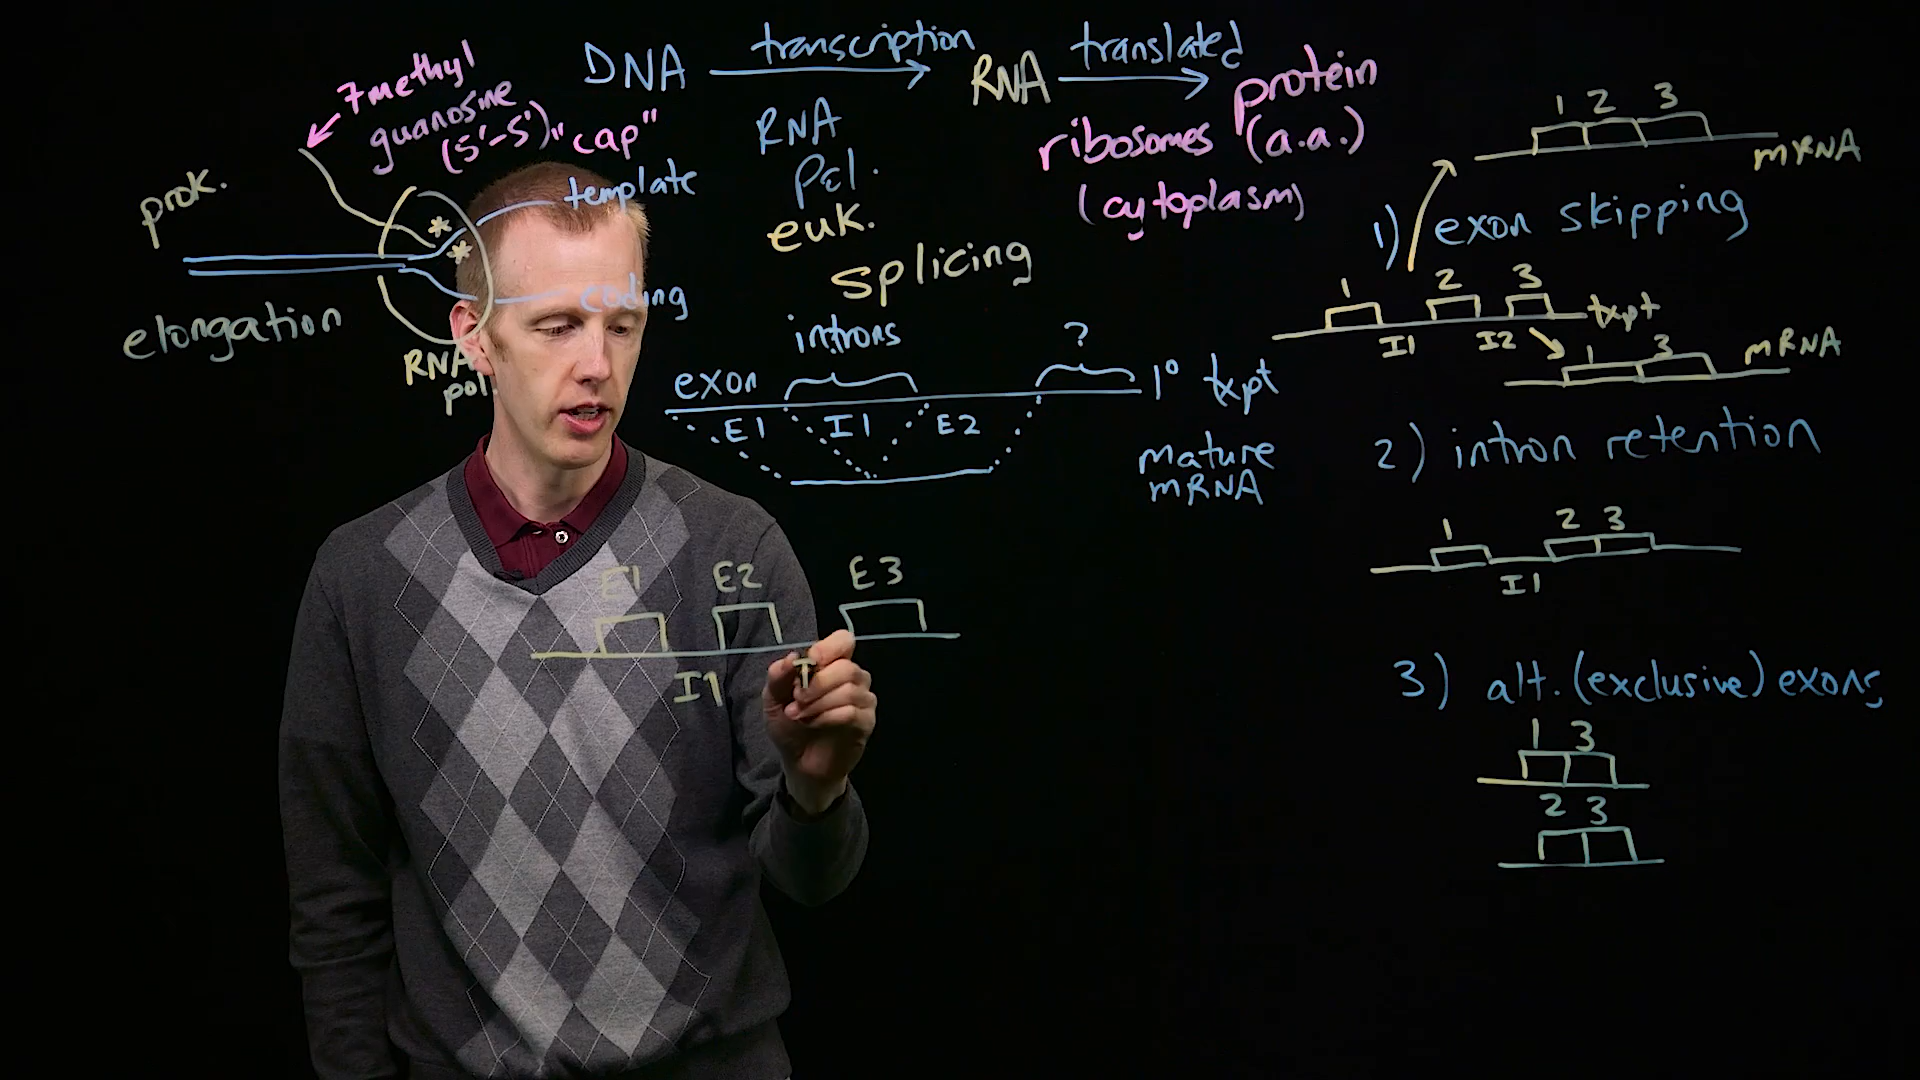 7methyl
guanosine
(5'-5') "cap"
prok.
template
coding
elongation
RNA
pol
DNA transcription RNA translated protein
RNA
pol.
ribosomes (a.a.)
(cytoplasm)
euk.
splicing
introns
?
exon
1° txpt
E1 I1 E2
mature
mRNA
E1 E2 E3
I1 I
1 2 3
mRNA
1) exon skipping
1 2 3
txpt
I1 I2
1 3 mRNA
2) intron retention
1 2 3
I1
3) alt. (exclusive) exons
1 3
2 3